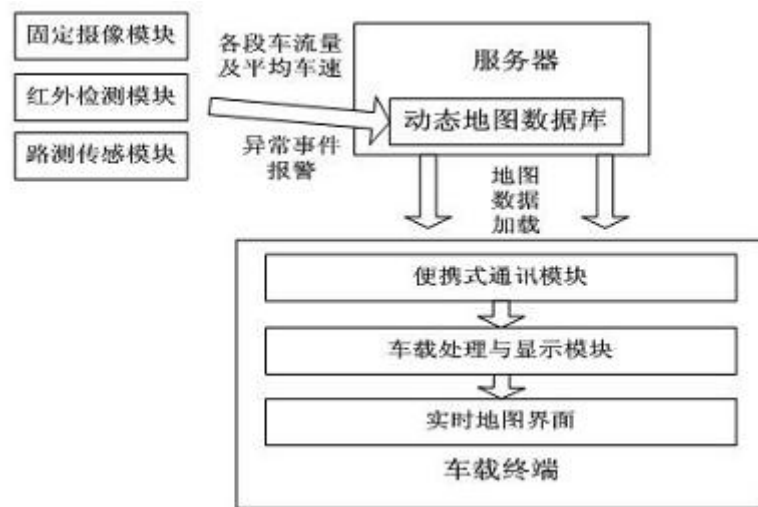 固定摄像模块
红外检测模块
路测传感模块
各段车流量
及平均车速
异常事件
报警
服务器
动态地图数据库
地图
数据
加载
便携式通讯模块
车载处理与显示模块
实时地图界面
车载终端